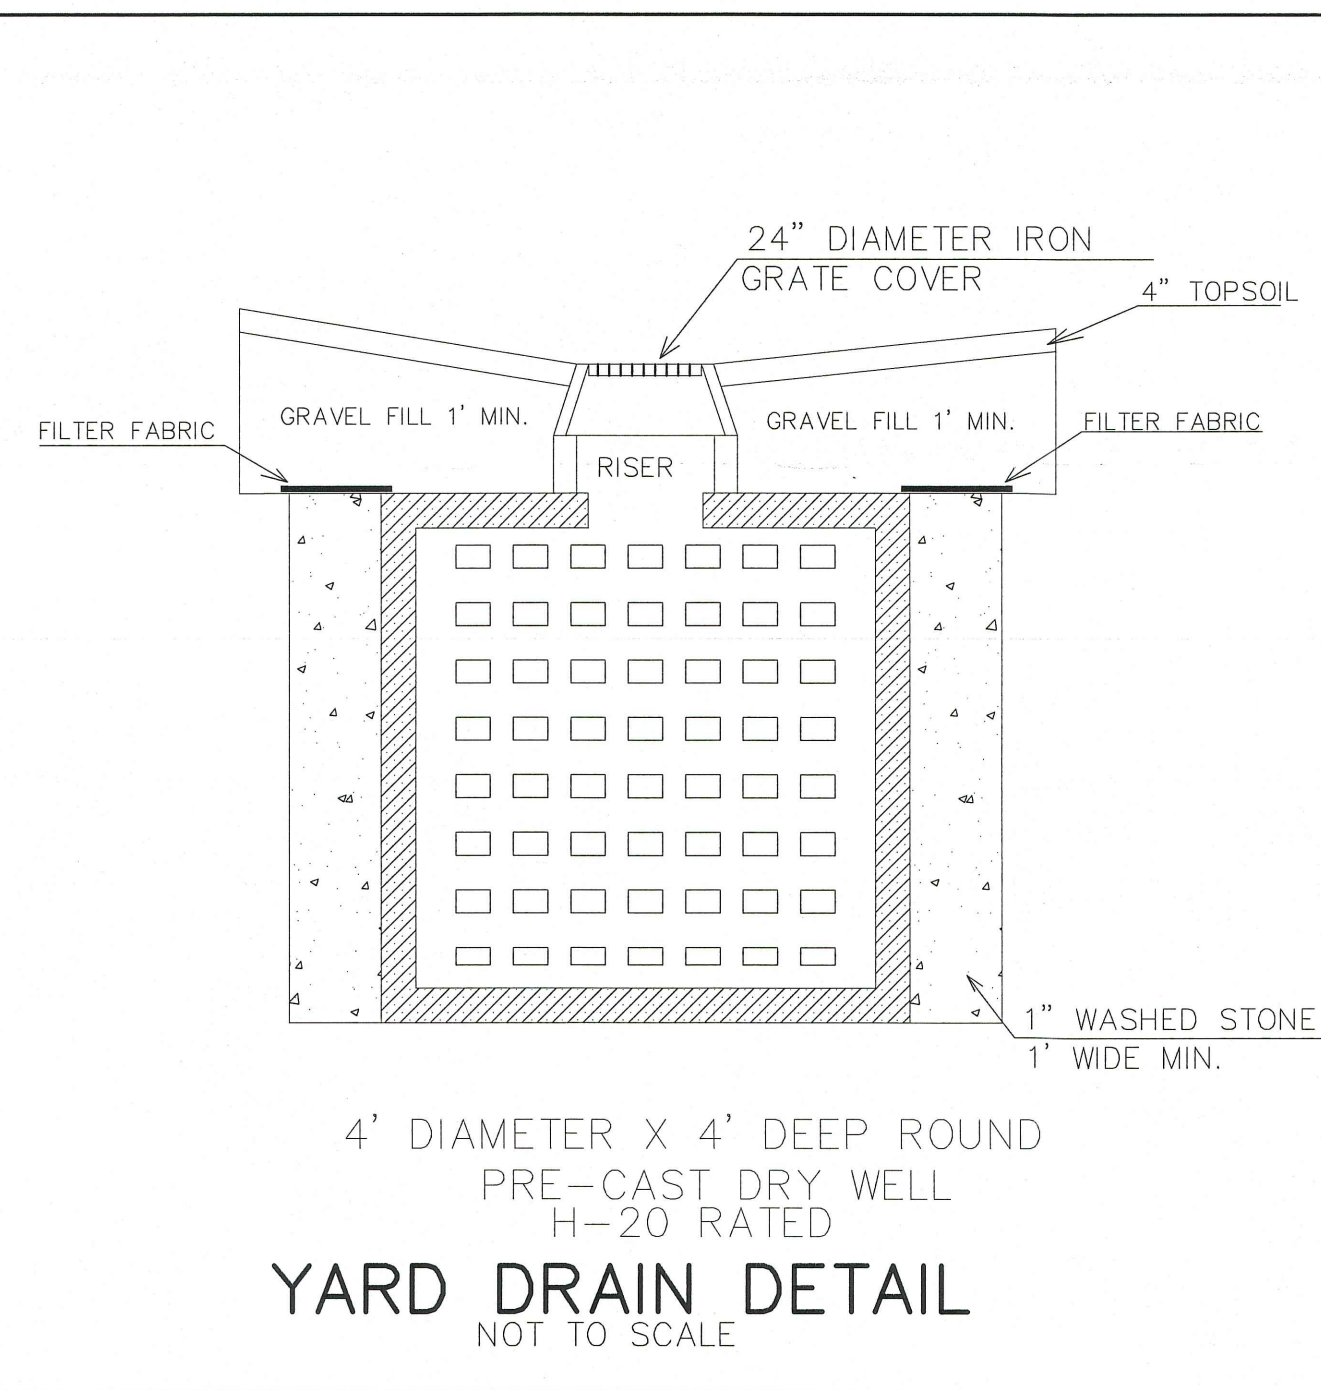 24” DIAMETER IRON
GRATE COVER
4” TOPSOIL
GRAVEL FILL 1’ MIN.
GRAVEL FILL 1’ MIN.
FILTER FABRIC
FILTER FABRIC
RISER
1” WASHED STONE
1’ WIDE MIN.
4’ DIAMETER X 4’ DEEP ROUND
PRE-CAST DRY WELL
H-20 RATED
YARD DRAIN DETAIL
NOT TO SCALE